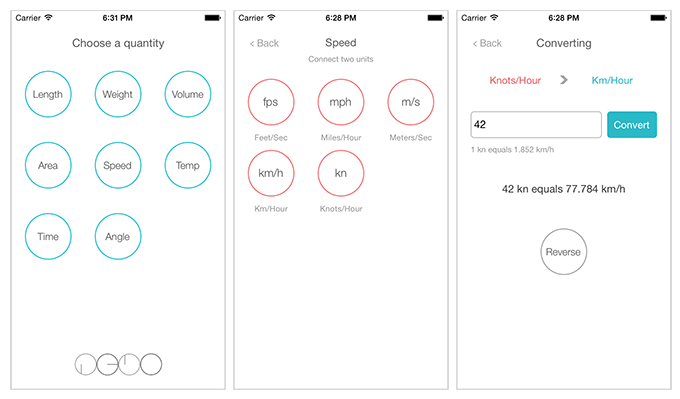 Carrier 6:31 PM
Choose a quantity
Length Weight Volume
Area Speed Temp
Time Angle
Carrier 6:28 PM
< Back Speed
Connect two units
fps mph m/s
Feet/Sec Miles/Hour Meters/Sec
km/h kn
Km/Hour Knots/Hour
Carrier 6:28 PM
< Back Converting
Knots/Hour > Km/Hour
42 Convert
1 kn equals 1.852 km/h
42 kn equals 77.784 km/h
Reverse